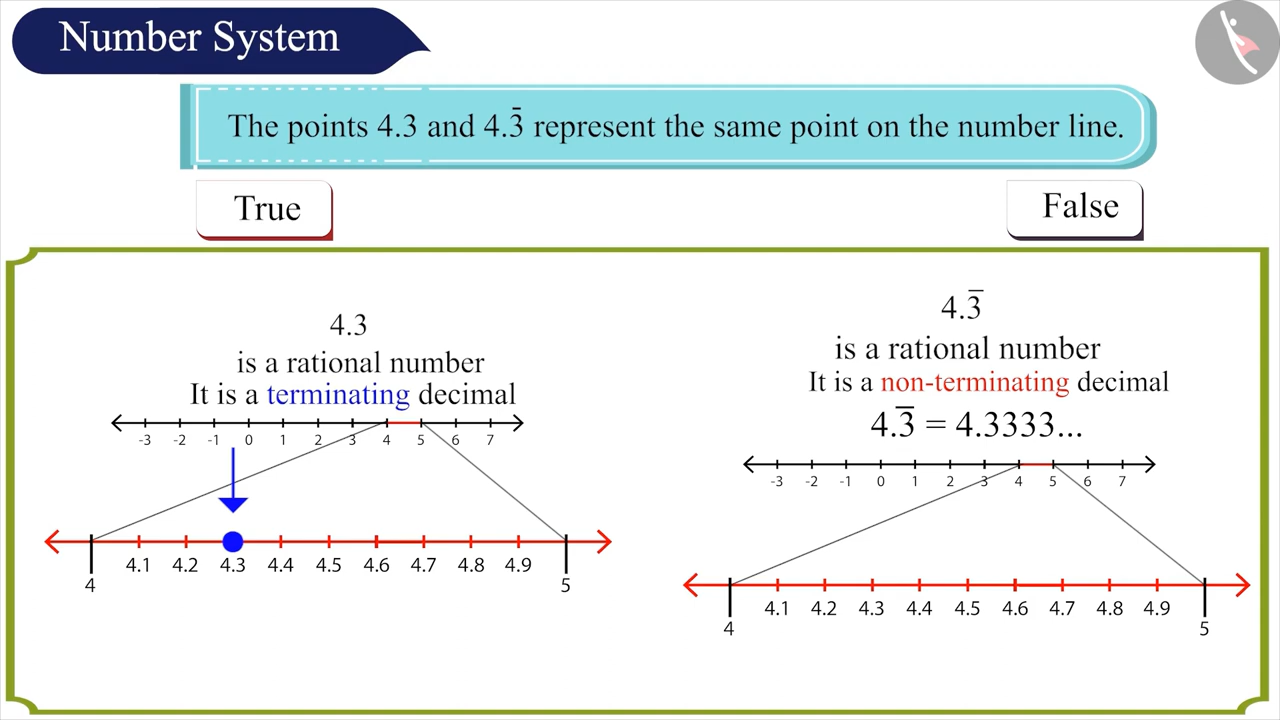 Number System
The points 4.3 and 4.3̅ represent the same point on the number line.
True
False
4.3
is a rational number
It is a terminating decimal
-3 -2 -1 0 1 2 3 4 5 6 7
4.1 4.2 4.3 4.4 4.5 4.6 4.7 4.8 4.9
4 5
4.3̅
is a rational number
It is a non-terminating decimal
4.3̅ = 4.3333...
-3 -2 -1 0 1 2 3 4 5 6 7
4.1 4.2 4.3 4.4 4.5 4.6 4.7 4.8 4.9
4 5